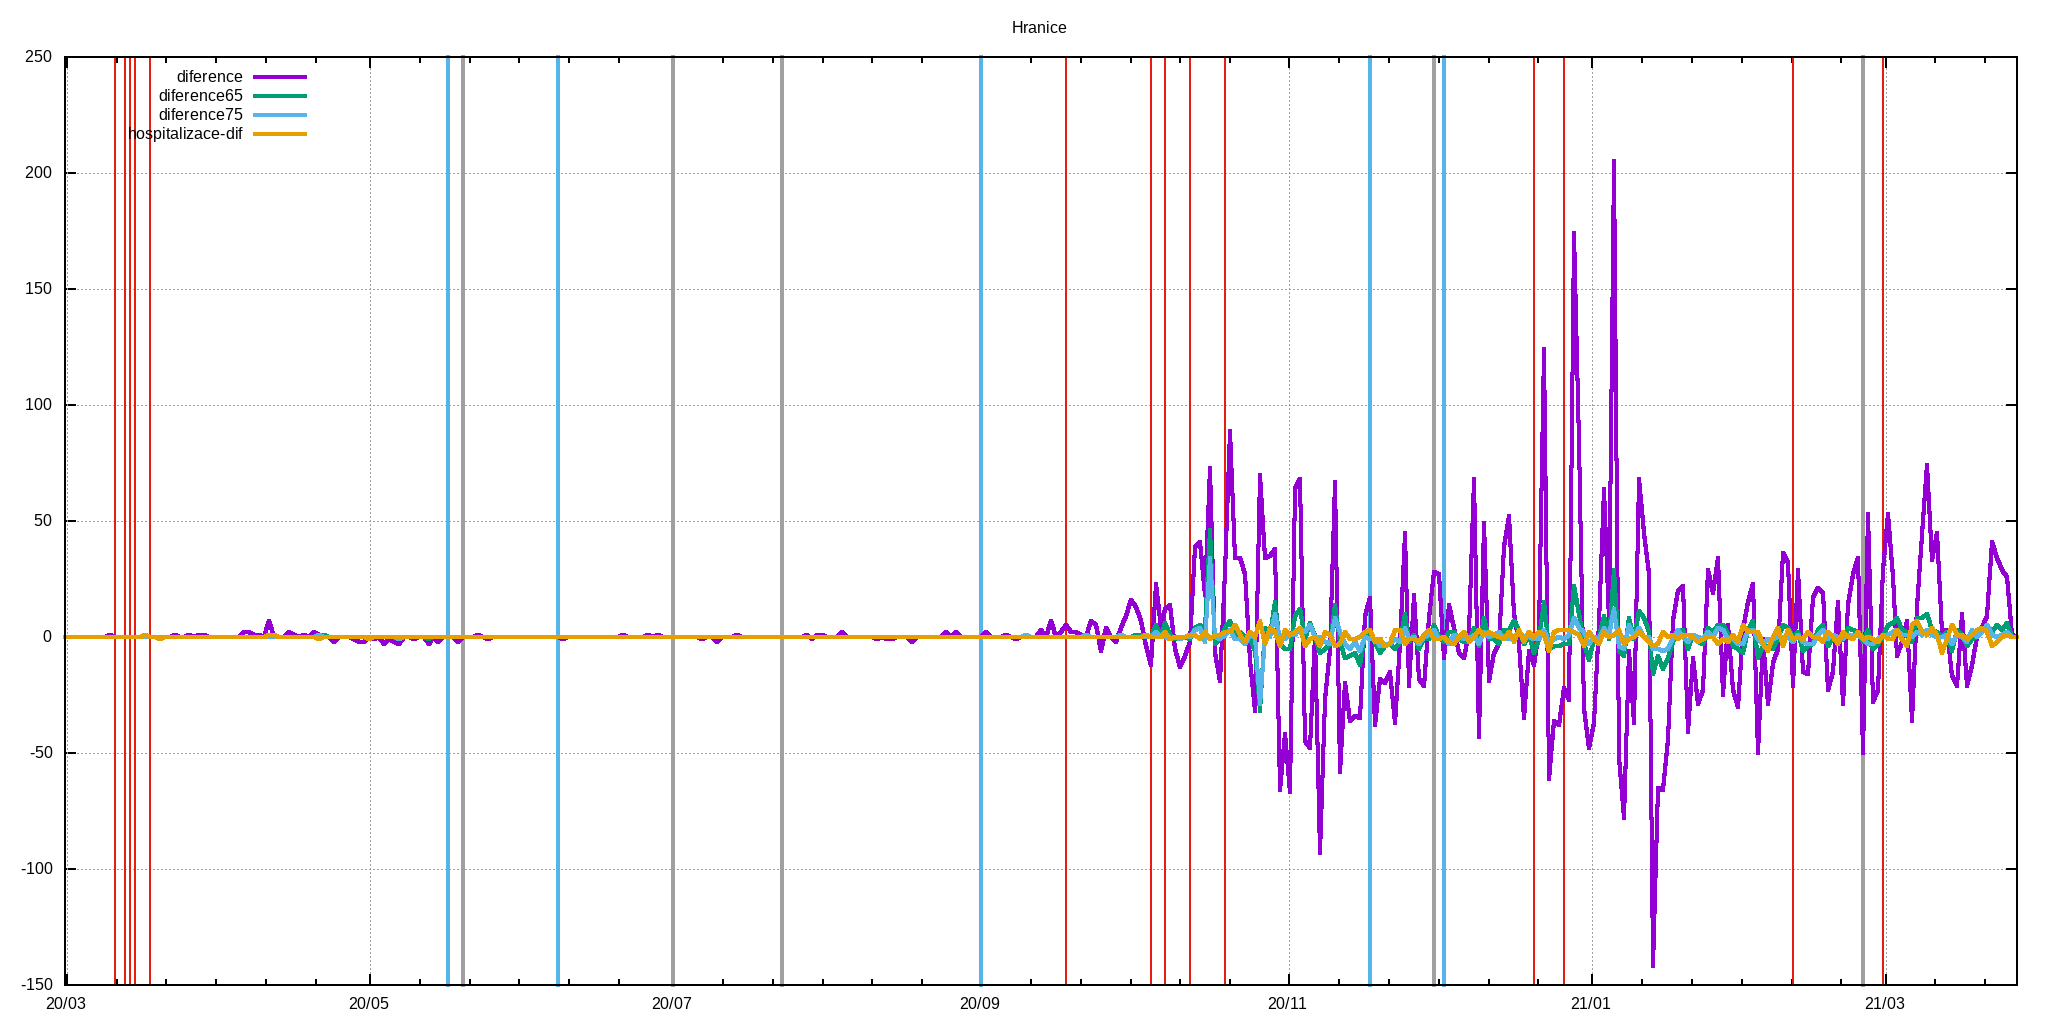 Hranice
250
200
150
100
50
0
-50
-100
-150
diference
diference65
diference75
hospitalizace-dif
20/03 20/05 20/07 20/09 20/11 21/01 21/03